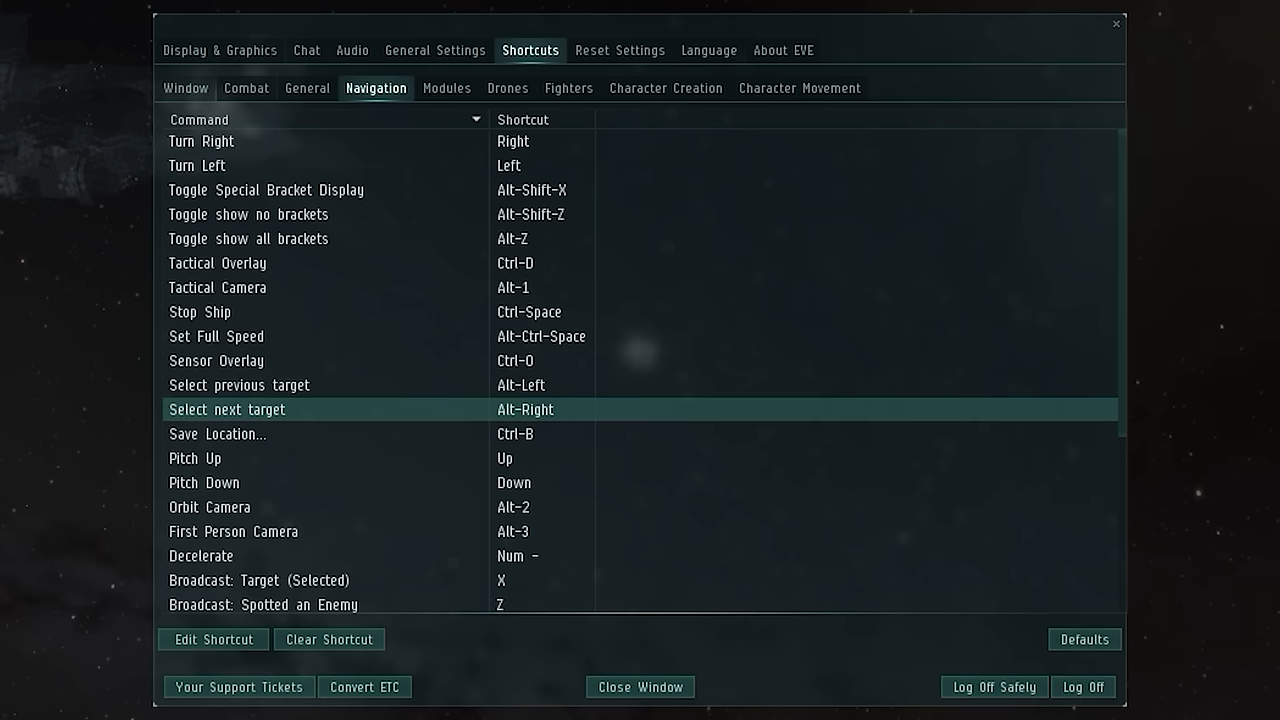 Display & Graphics Chat Audio General Settings Shortcuts Reset Settings Language About EVE
Window Combat General Navigation Modules Drones Fighters Character Creation Character Movement
Command Shortcut
Turn Right Right
Turn Left Left
Toggle Special Bracket Display Alt-Shift-X
Toggle show no brackets Alt-Shift-Z
Toggle show all brackets Alt-Z
Tactical Overlay Ctrl-D
Tactical Camera Alt-1
Stop Ship Ctrl-Space
Set Full Speed Alt-Ctrl-Space
Sensor Overlay Ctrl-O
Select previous target Alt-Left
Select next target Alt-Right
Save Location... Ctrl-B
Pitch Up Up
Pitch Down Down
Orbit Camera Alt-2
First Person Camera Alt-3
Decelerate Num -
Broadcast: Target (Selected) X
Broadcast: Spotted an Enemy Z
Edit Shortcut Clear Shortcut Defaults
Your Support Tickets Convert ETC Close Window Log Off Safely Log Off